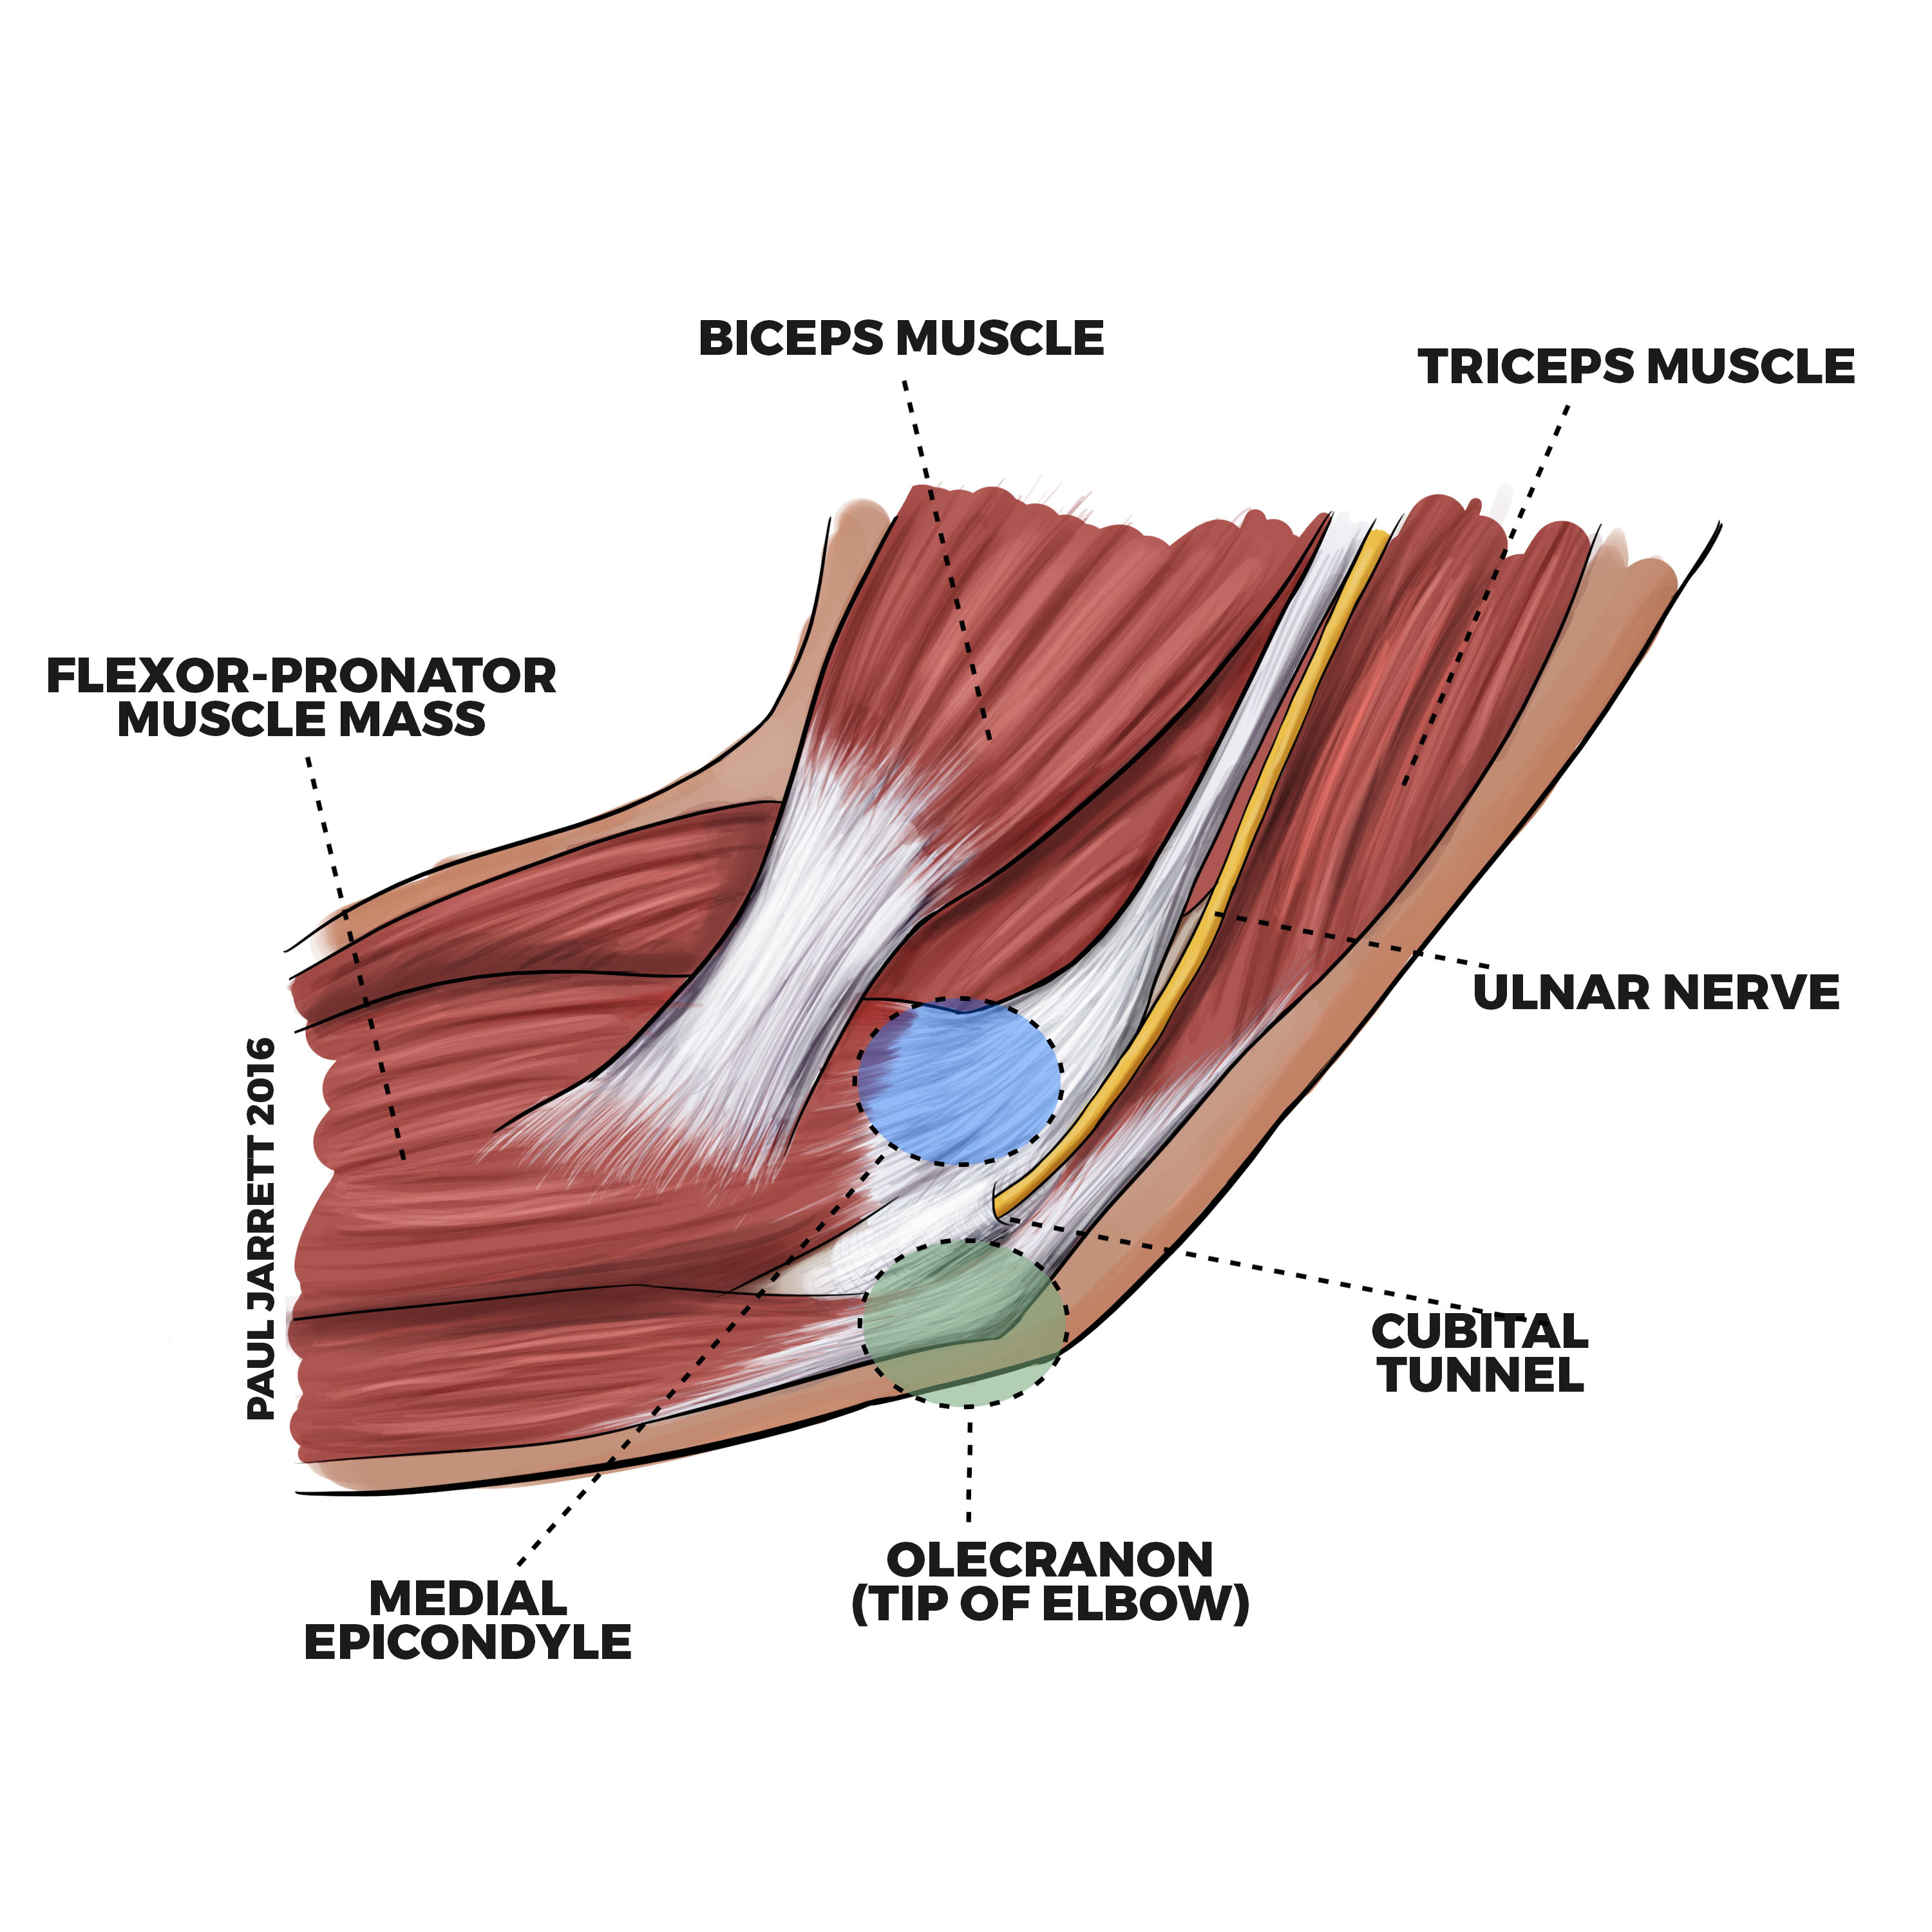 BICEPS MUSCLE
TRICEPS MUSCLE
FLEXOR-PRONATOR
MUSCLE MASS
ULNAR NERVE
PAUL JARRETT 2016
CUBITAL
TUNNEL
OLECRANON
(TIP OF ELBOW)
MEDIAL
EPICONDYLE